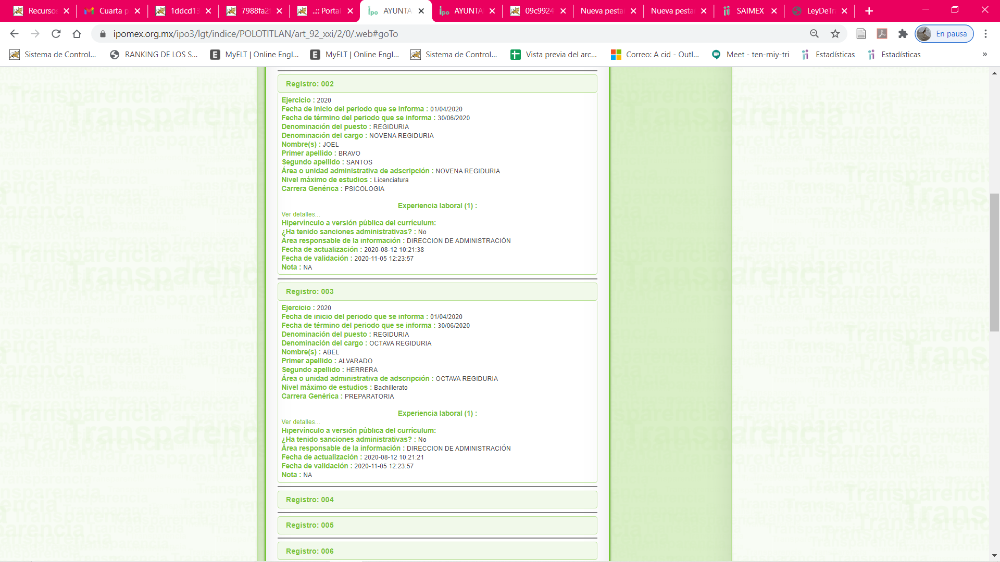 Recursos
Cuarta p
1ddcd13
7988fa2f
..:: Portal
AYUNTA
AYUNTA
09c9924
Nueva pesta
Nueva pesta
SAIMEX
LeyDeTra
ipomex.org.mx/ipo3/lgt/indice/POLOTITLAN/art_92_xxi/2/0/.web#goTo
En pausa
Sistema de Control...
RANKING DE LOS S...
MyELT | Online Engl...
MyELT | Online Engl...
Sistema de Control...
Vista previa del arc...
Correo: A cid - Outl...
Meet - ten-rniy-tri
Estadísticas
Estadísticas
»
Registro: 002
Ejercicio : 2020
Fecha de inicio del periodo que se informa : 01/04/2020
Fecha de término del periodo que se informa : 30/06/2020
Denominación del puesto : REGIDURIA
Denominación del cargo : NOVENA REGIDURIA
Nombre(s) : JOEL
Primer apellido : BRAVO
Segundo apellido : SANTOS
Área o unidad administrativa de adscripción : NOVENA REGIDURIA
Nivel máximo de estudios : Licenciatura
Carrera Genérica : PSICOLOGIA
Experiencia laboral (1) :
Ver detalles...
Hipervínculo a versión pública del currículum:
¿Ha tenido sanciones administrativas? : No
Área responsable de la información : DIRECCION DE ADMINISTRACIÓN
Fecha de actualización : 2020-08-12 10:21:38
Fecha de validación : 2020-11-05 12:23:57
Nota : NA
Registro: 003
Ejercicio : 2020
Fecha de inicio del periodo que se informa : 01/04/2020
Fecha de término del periodo que se informa : 30/06/2020
Denominación del puesto : REGIDURIA
Denominación del cargo : OCTAVA REGIDURIA
Nombre(s) : ABEL
Primer apellido : ALVARADO
Segundo apellido : HERRERA
Área o unidad administrativa de adscripción : OCTAVA REGIDURIA
Nivel máximo de estudios : Bachillerato
Carrera Genérica : PREPARATORIA
Experiencia laboral (1) :
Ver detalles...
Hipervínculo a versión pública del currículum:
¿Ha tenido sanciones administrativas? : No
Área responsable de la información : DIRECCION DE ADMINISTRACIÓN
Fecha de actualización : 2020-08-12 10:21:21
Fecha de validación : 2020-11-05 12:23:57
Nota : NA
Registro: 004
Registro: 005
Registro: 006